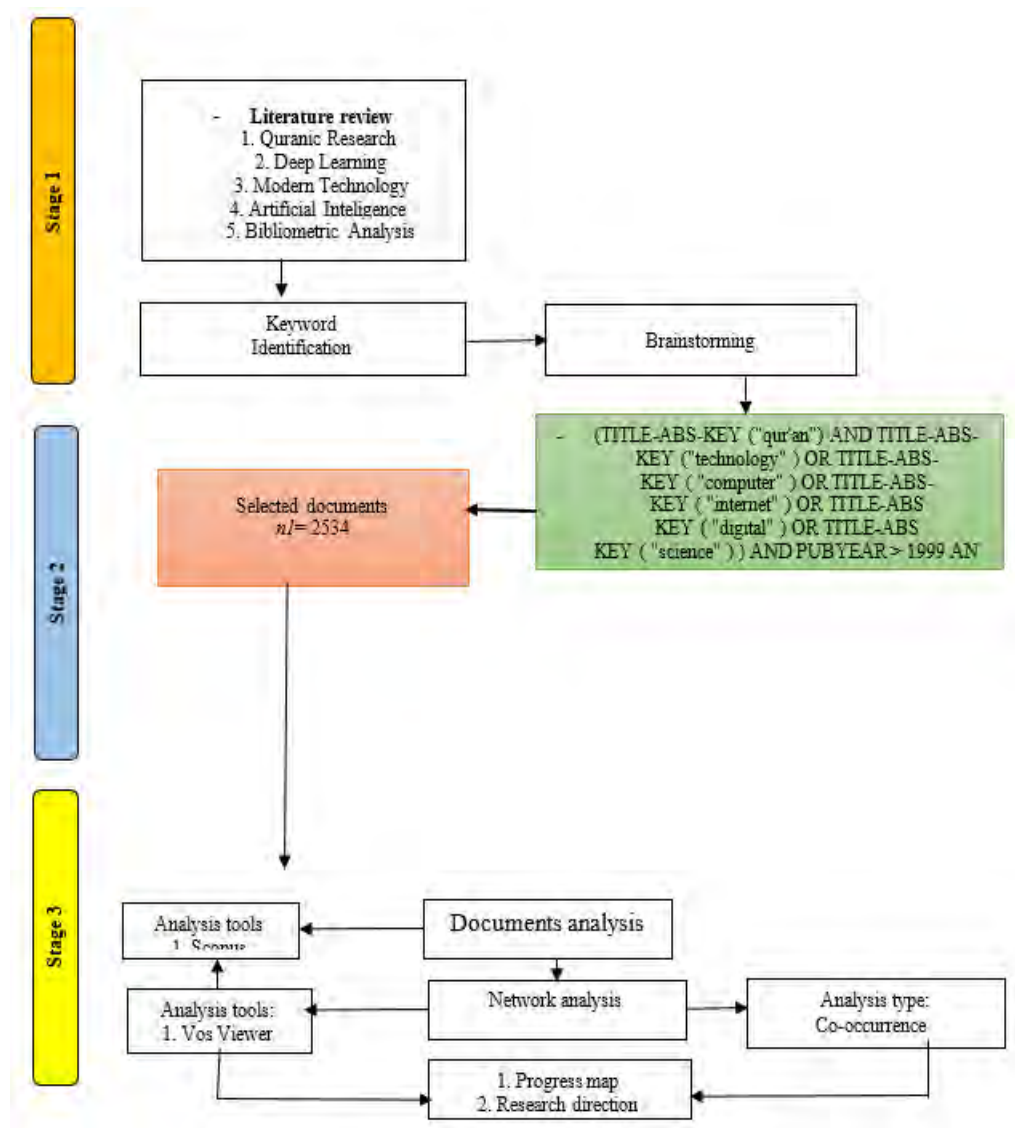 Stage 1
- Literature review
1. Quranic Research
2. Deep Learning
3. Modern Technology
4. Artificial Inteligence
5. Bibliometric Analysis
Keyword
Identification
Brainstorming
Stage 2
- (TITLE-ABS-KEY ("qur'an") AND TITLE-ABS-
KEY ("technology" ) OR TITLE-ABS-
KEY ( "computer" ) OR TITLE-ABS-
KEY ( "internet" ) OR TITLE-ABS
KEY ( "digital" ) OR TITLE-ABS
KEY ( "science" ) ) AND PUBYEAR > 1999 AN
Selected documents
n1= 2534
Stage 3
Analysis tools
1. Scopus
Documents analysis
Analysis tools:
1. Vos Viewer
Network analysis
Analysis type:
Co-occurrence
1. Progress map
2. Research direction